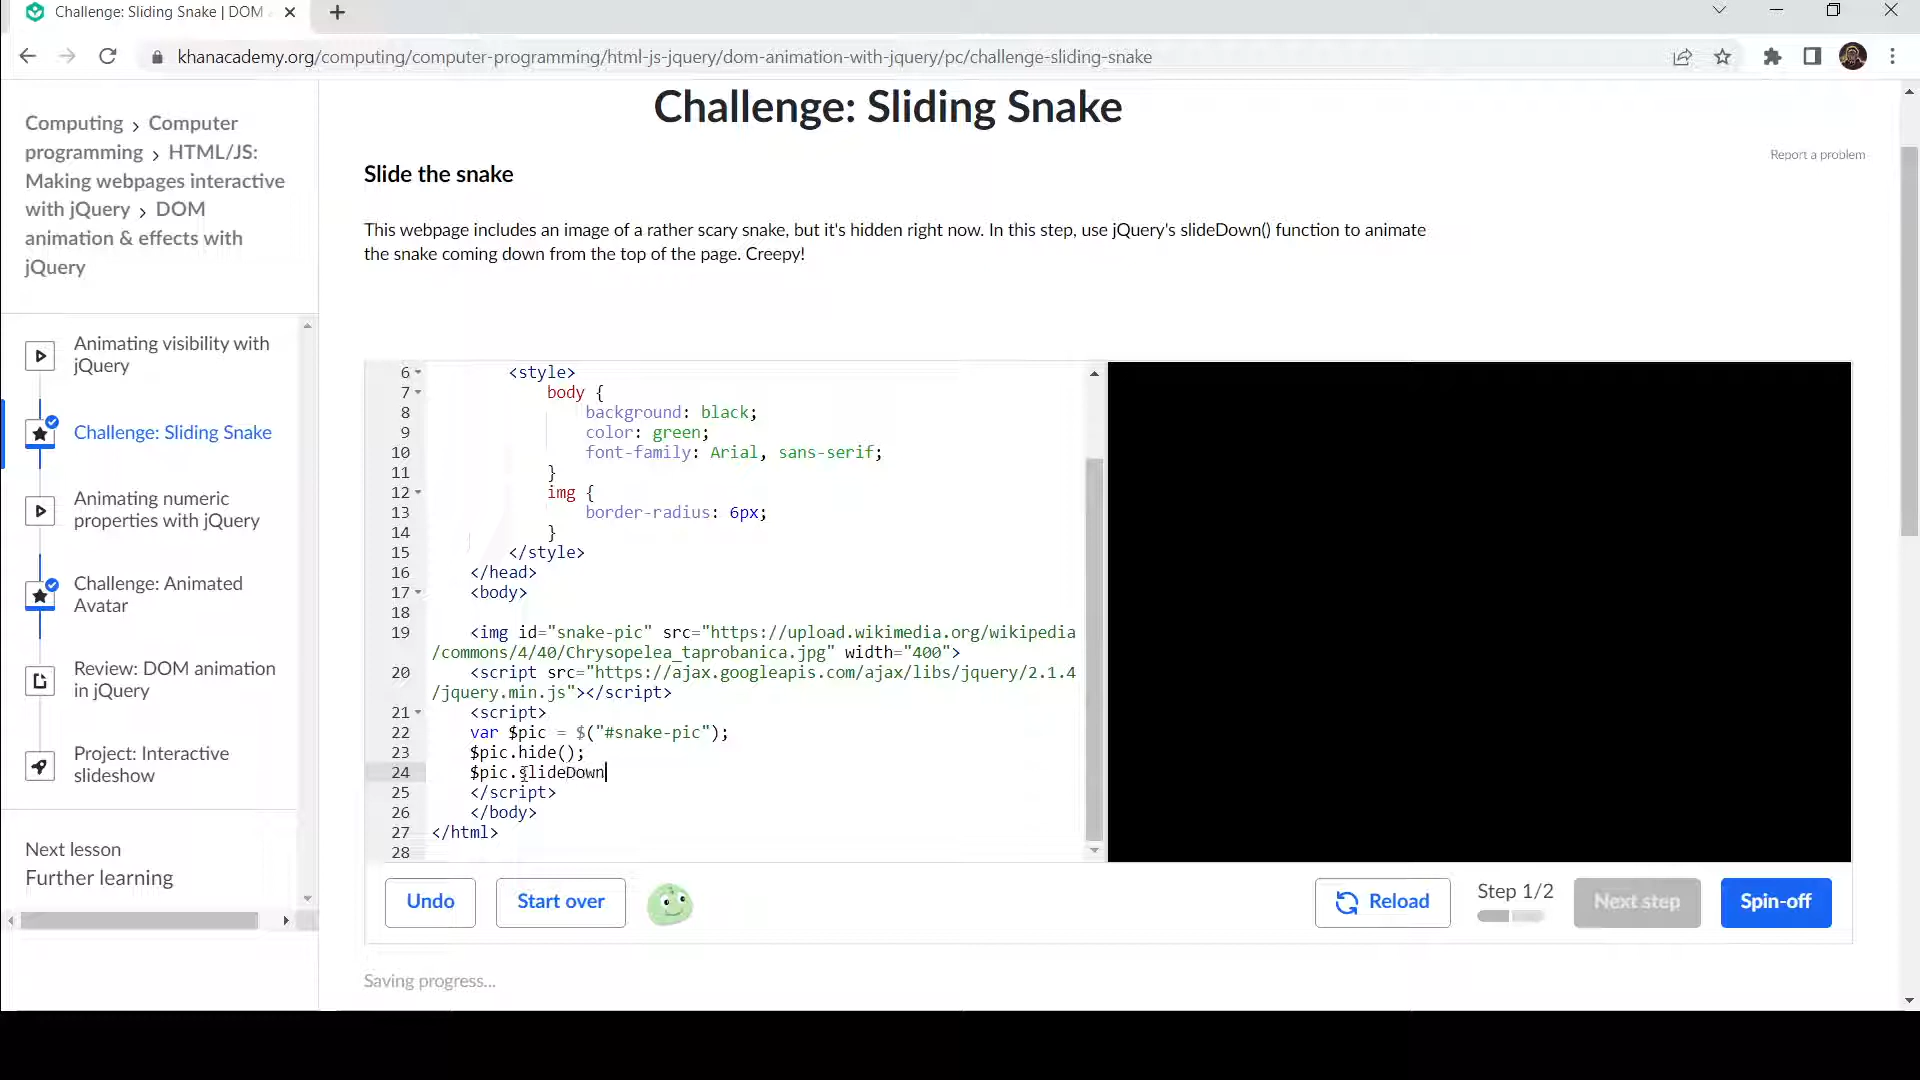 Challenge: Sliding Snake | DOM
khanacademy.org/computing/computer-programming/html-js-jquery/dom-animation-with-jquery/pc/challenge-sliding-snake
Computing > Computer
programming > HTML/JS:
Making webpages interactive
with jQuery > DOM
animation & effects with
jQuery
Animating visibility with
jQuery
Challenge: Sliding Snake
Animating numeric
properties with jQuery
Challenge: Animated
Avatar
Review: DOM animation
in jQuery
Project: Interactive
slideshow
Next lesson
Further learning
Challenge: Sliding Snake
Report a problem
Slide the snake
This webpage includes an image of a rather scary snake, but it's hidden right now. In this step, use jQuery's slideDown() function to animate
the snake coming down from the top of the page. Creepy!
6 <style>
7 body {
8 background: black;
9 color: green;
10 font-family: Arial, sans-serif;
11 }
12 img {
13 border-radius: 6px;
14 }
15 </style>
16 </head>
17 <body>
18
19 <img id="snake-pic" src="https://upload.wikimedia.org/wikipedia
/commons/4/40/Chrysopelea_taprobanica.jpg" width="400">
20 <script src="https://ajax.googleapis.com/ajax/libs/jquery/2.1.4
/jquery.min.js"></script>
21 <script>
22 var $pic = $("#snake-pic");
23 $pic.hide();
24 $pic.slideDown
25 </script>
26 </body>
27 </html>
28
Undo
Start over
Reload
Step 1/2
Next step
Spin-off
Saving progress...